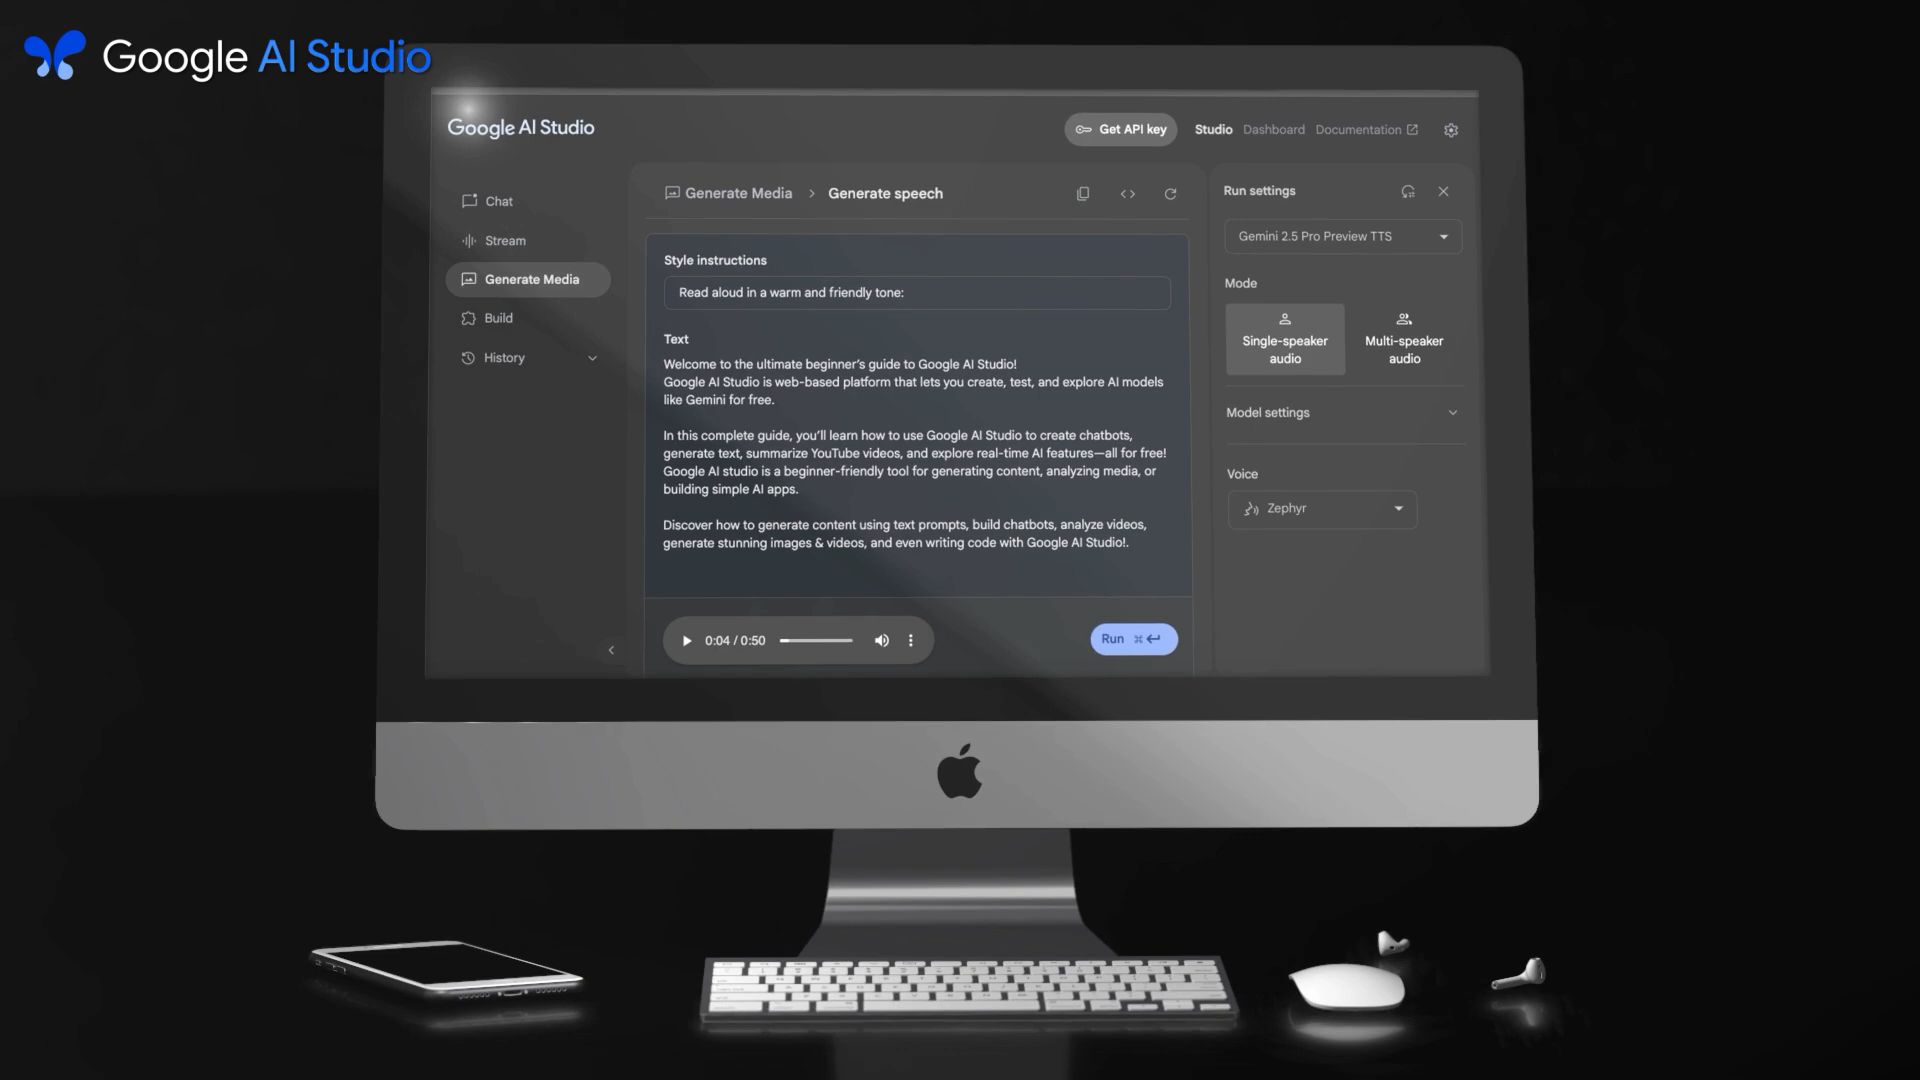 Google AI Studio
Google AI Studio
Get API key
Studio
Dashboard
Documentation
Chat
Stream
Generate Media
Build
History
Generate Media > Generate speech
Style instructions
Read aloud in a warm and friendly tone:
Text
Welcome to the ultimate beginner's guide to Google AI Studio!
Google AI Studio is web-based platform that lets you create, test, and explore AI models
like Gemini for free.
In this complete guide, you'll learn how to use Google AI Studio to create chatbots,
generate text, summarize YouTube videos, and explore real-time AI features—all for free!
Google AI studio is a beginner-friendly tool for generating content, analyzing media, or
building simple AI apps.
Discover how to generate content using text prompts, build chatbots, analyze videos,
generate stunning images & videos, and even writing code with Google AI Studio!.
0:04 / 0:50
Run ⌘
Run settings
Gemini 2.5 Pro Preview TTS
Mode
Single-speaker
audio
Multi-speaker
audio
Model settings
Voice
Zephyr